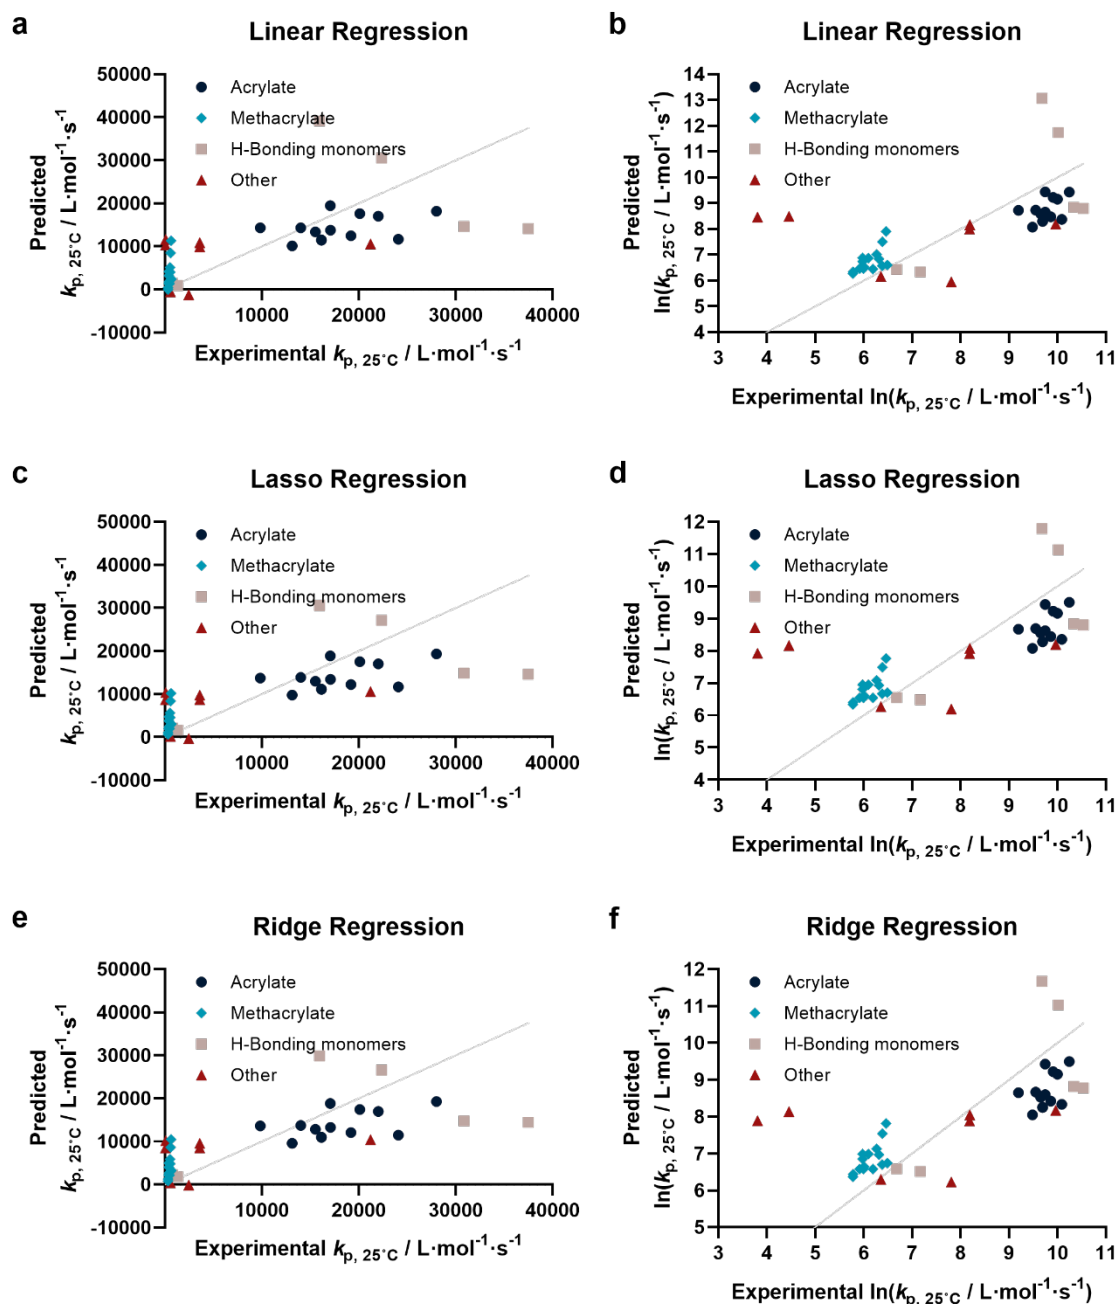 a
Linear Regression
Predicted
kp, 25°C / L·mol⁻¹·s⁻¹
50000
40000
30000
20000
10000
0
-10000
Acrylate
Methacrylate
H-Bonding monomers
Other
10000 20000 30000 40000
Experimental kp, 25°C / L·mol⁻¹·s⁻¹
b
Linear Regression
Predicted
ln(kp, 25°C / L·mol⁻¹·s⁻¹)
14
13
12
11
10
9
8
7
6
5
4
Acrylate
Methacrylate
H-Bonding monomers
Other
3 4 5 6 7 8 9 10 11
Experimental ln(kp, 25°C / L·mol⁻¹·s⁻¹)
c
Lasso Regression
Predicted
kp, 25°C / L·mol⁻¹·s⁻¹
50000
40000
30000
20000
10000
0
-10000
Acrylate
Methacrylate
H-Bonding monomers
Other
10000 20000 30000 40000
Experimental kp, 25°C / L·mol⁻¹·s⁻¹
d
Lasso Regression
Predicted
ln(kp, 25°C / L·mol⁻¹·s⁻¹)
12
11
10
9
8
7
6
5
4
Acrylate
Methacrylate
H-Bonding monomers
Other
3 4 5 6 7 8 9 10 11
Experimental ln(kp, 25°C / L·mol⁻¹·s⁻¹)
e
Ridge Regression
Predicted
kp, 25°C / L·mol⁻¹·s⁻¹
50000
40000
30000
20000
10000
0
-10000
Acrylate
Methacrylate
H-Bonding monomers
Other
10000 20000 30000 40000
Experimental kp, 25°C / L·mol⁻¹·s⁻¹
f
Ridge Regression
Predicted
ln(kp, 25°C / L·mol⁻¹·s⁻¹)
12
11
10
9
8
7
6
5
Acrylate
Methacrylate
H-Bonding monomers
Other
3 4 5 6 7 8 9 10 11
Experimental ln(kp, 25°C / L·mol⁻¹·s⁻¹)